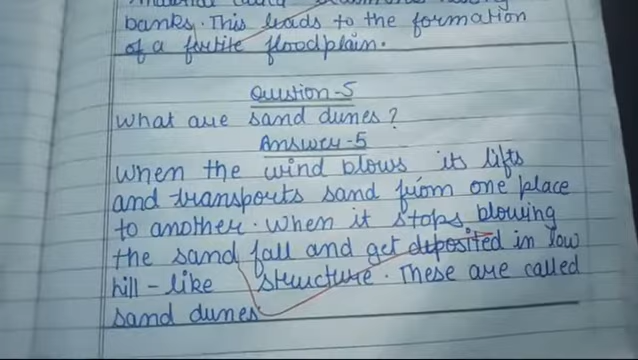 banks. This leads to the formation
of a fertite floodplain.
Question-5
What are sand dunes?
Answer-5
When the wind blows its lifts
and transports sand from one place
to another. When it stops blowing
the sand fall and get deposited in low
hill-like structure. These are called
sand dunes